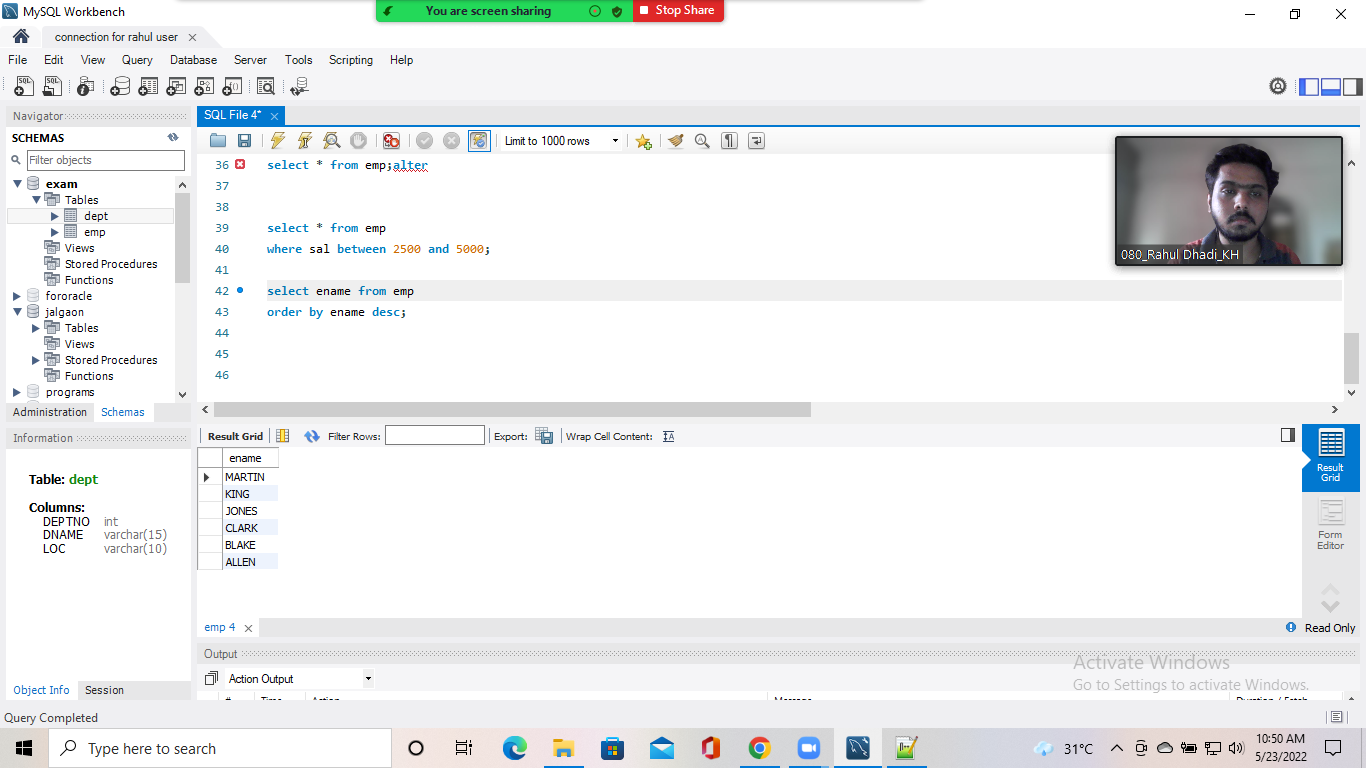 MySQL Workbench
You are screen sharing
Stop Share
connection for rahul user
File Edit View Query Database Server Tools Scripting Help
Navigator
SCHEMAS
Filter objects
exam
Tables
dept
emp
Views
Stored Procedures
Functions
fororacle
jalgaon
Tables
Views
Stored Procedures
Functions
programs
Administration Schemas
Information
Table: dept
Columns:
DEPTNO int
DNAME varchar(15)
LOC varchar(10)
Object Info Session
SQL File 4*
Limit to 1000 rows
36 select * from emp;alter
37
38
39 select * from emp
40 where sal between 2500 and 5000;
41
42 select ename from emp
43 order by ename desc;
44
45
46
080_Rahul Dhadi_KH
Result Grid Filter Rows: Export: Wrap Cell Content:
ename
MARTIN
KING
JONES
CLARK
BLAKE
ALLEN
Result
Grid
Form
Editor
emp 4
Read Only
Output
Action Output
# Time Action Message Duration / Fetch
Activate Windows
Go to Settings to activate Windows.
Query Completed
Type here to search
31°C
10:50 AM
5/23/2022